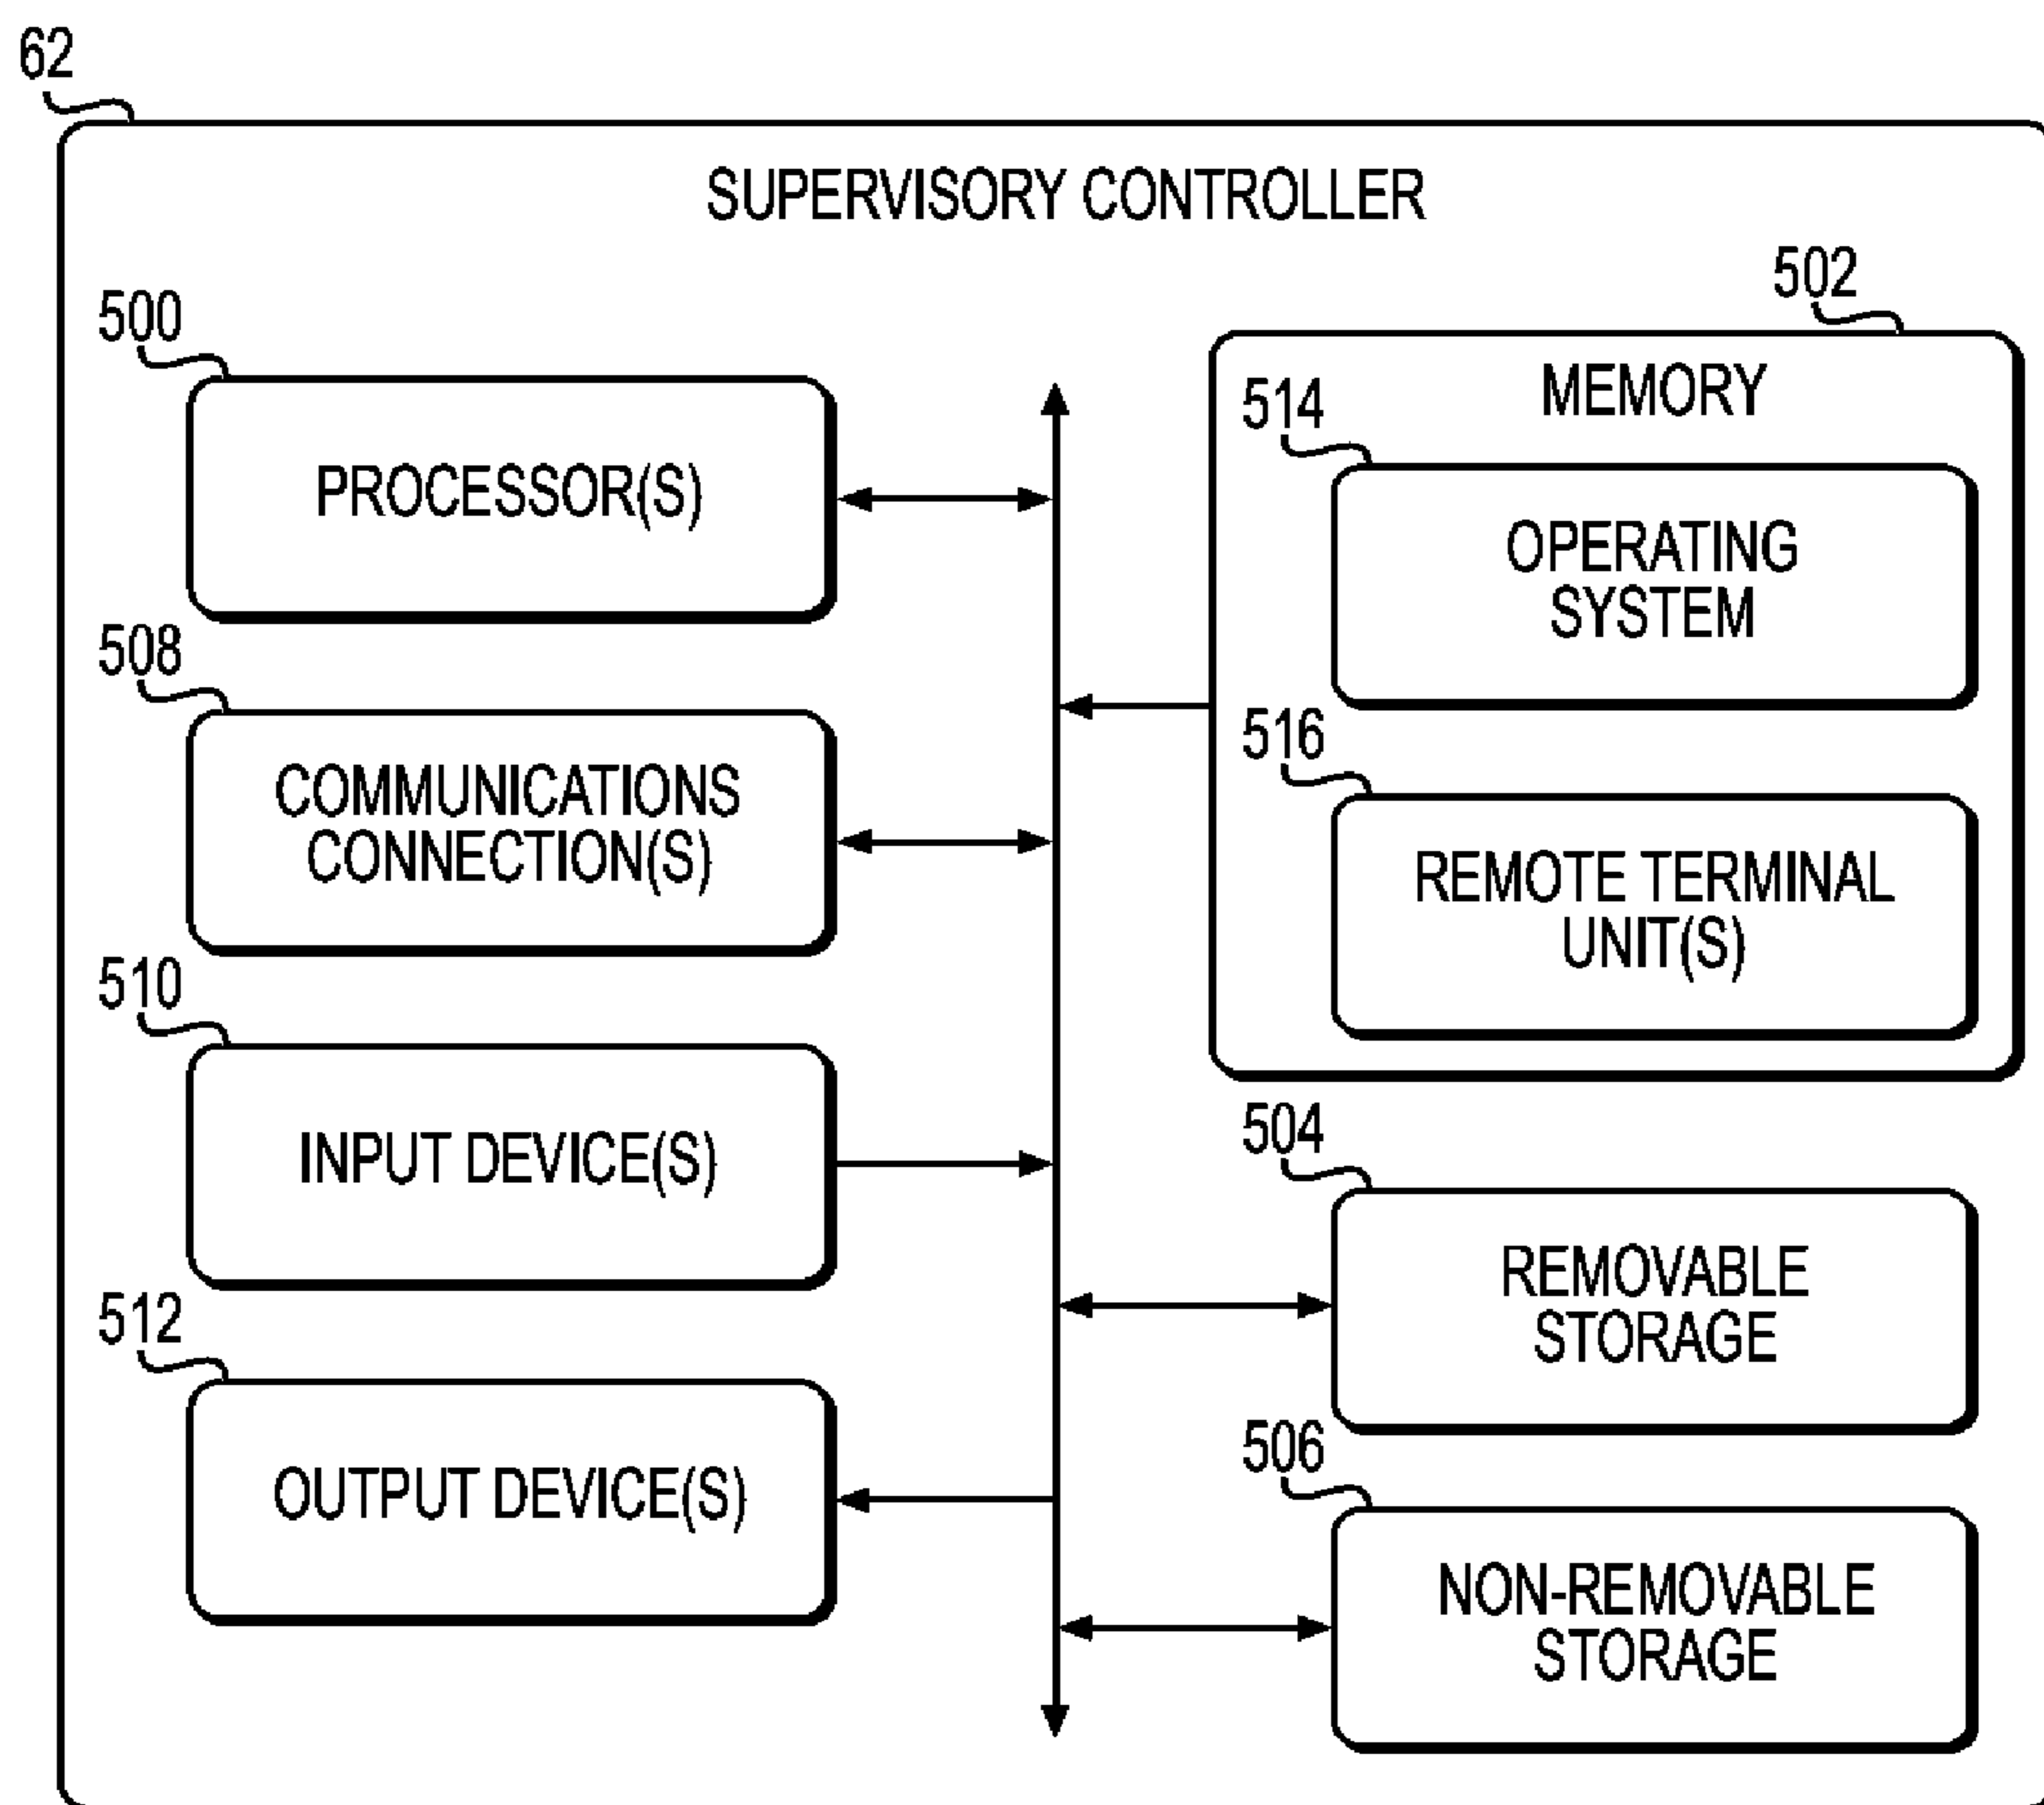 62
SUPERVISORY CONTROLLER
500
PROCESSOR(S)
508
COMMUNICATIONS
CONNECTION(S)
510
INPUT DEVICE(S)
512
OUTPUT DEVICE(S)
502
MEMORY
514
OPERATING
SYSTEM
516
REMOTE TERMINAL
UNIT(S)
504
REMOVABLE
STORAGE
506
NON-REMOVABLE
STORAGE